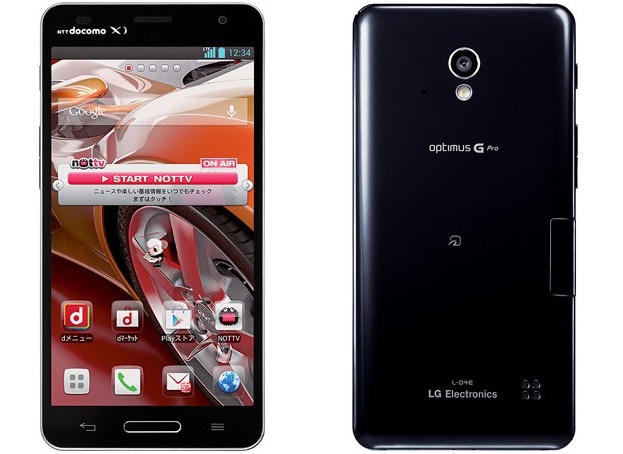 NTT docomo Xi
LTE 12:34
Google
nottv
ON AIR
START NOTTV
ニュースや楽しい番組情報をいつでもチェック
まずはタッチ!
dメニュー
dマーケット
Playストア
NOTTV
optimus G Pro
L-04E
LG Electronics